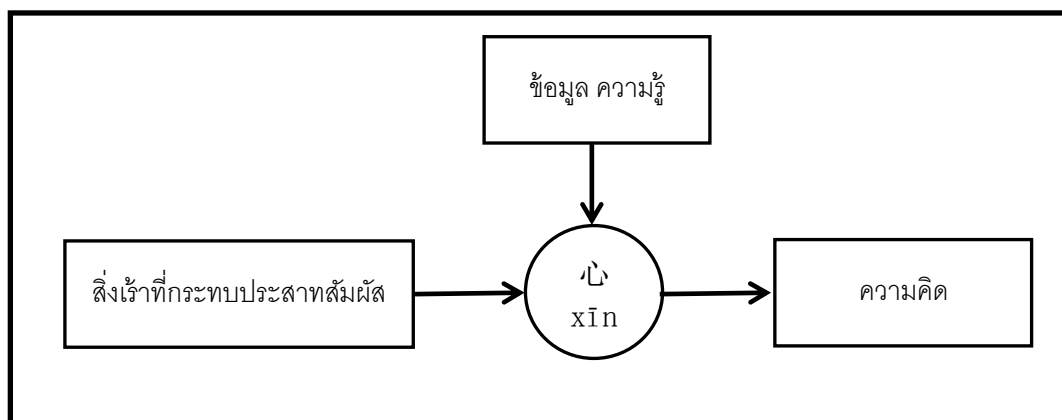 ข้อมูล ความรู้
สิ่งเร้าที่กระทบประสาทสัมผัส
心
xīn
ความคิด